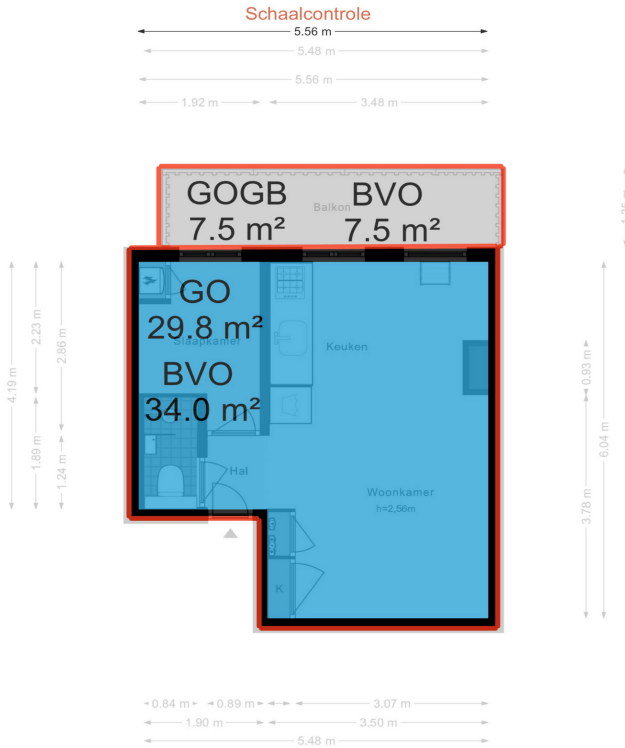 Schaalcontrole
5.56 m
5.48 m
5.56 m
1.92 m
3.48 m
GOGB
7.5 m²
Balkon
BVO
7.5 m²
GO
29.8 m²
Slaapkamer
BVO
34.0 m²
Keuken
Hal
Woonkamer
h=2,56m
K
4.19 m
2.23 m
1.89 m
2.86 m
1.24 m
0.93 m
3.78 m
6.04 m
0.84 m
0.89 m
3.07 m
1.90 m
3.50 m
5.48 m